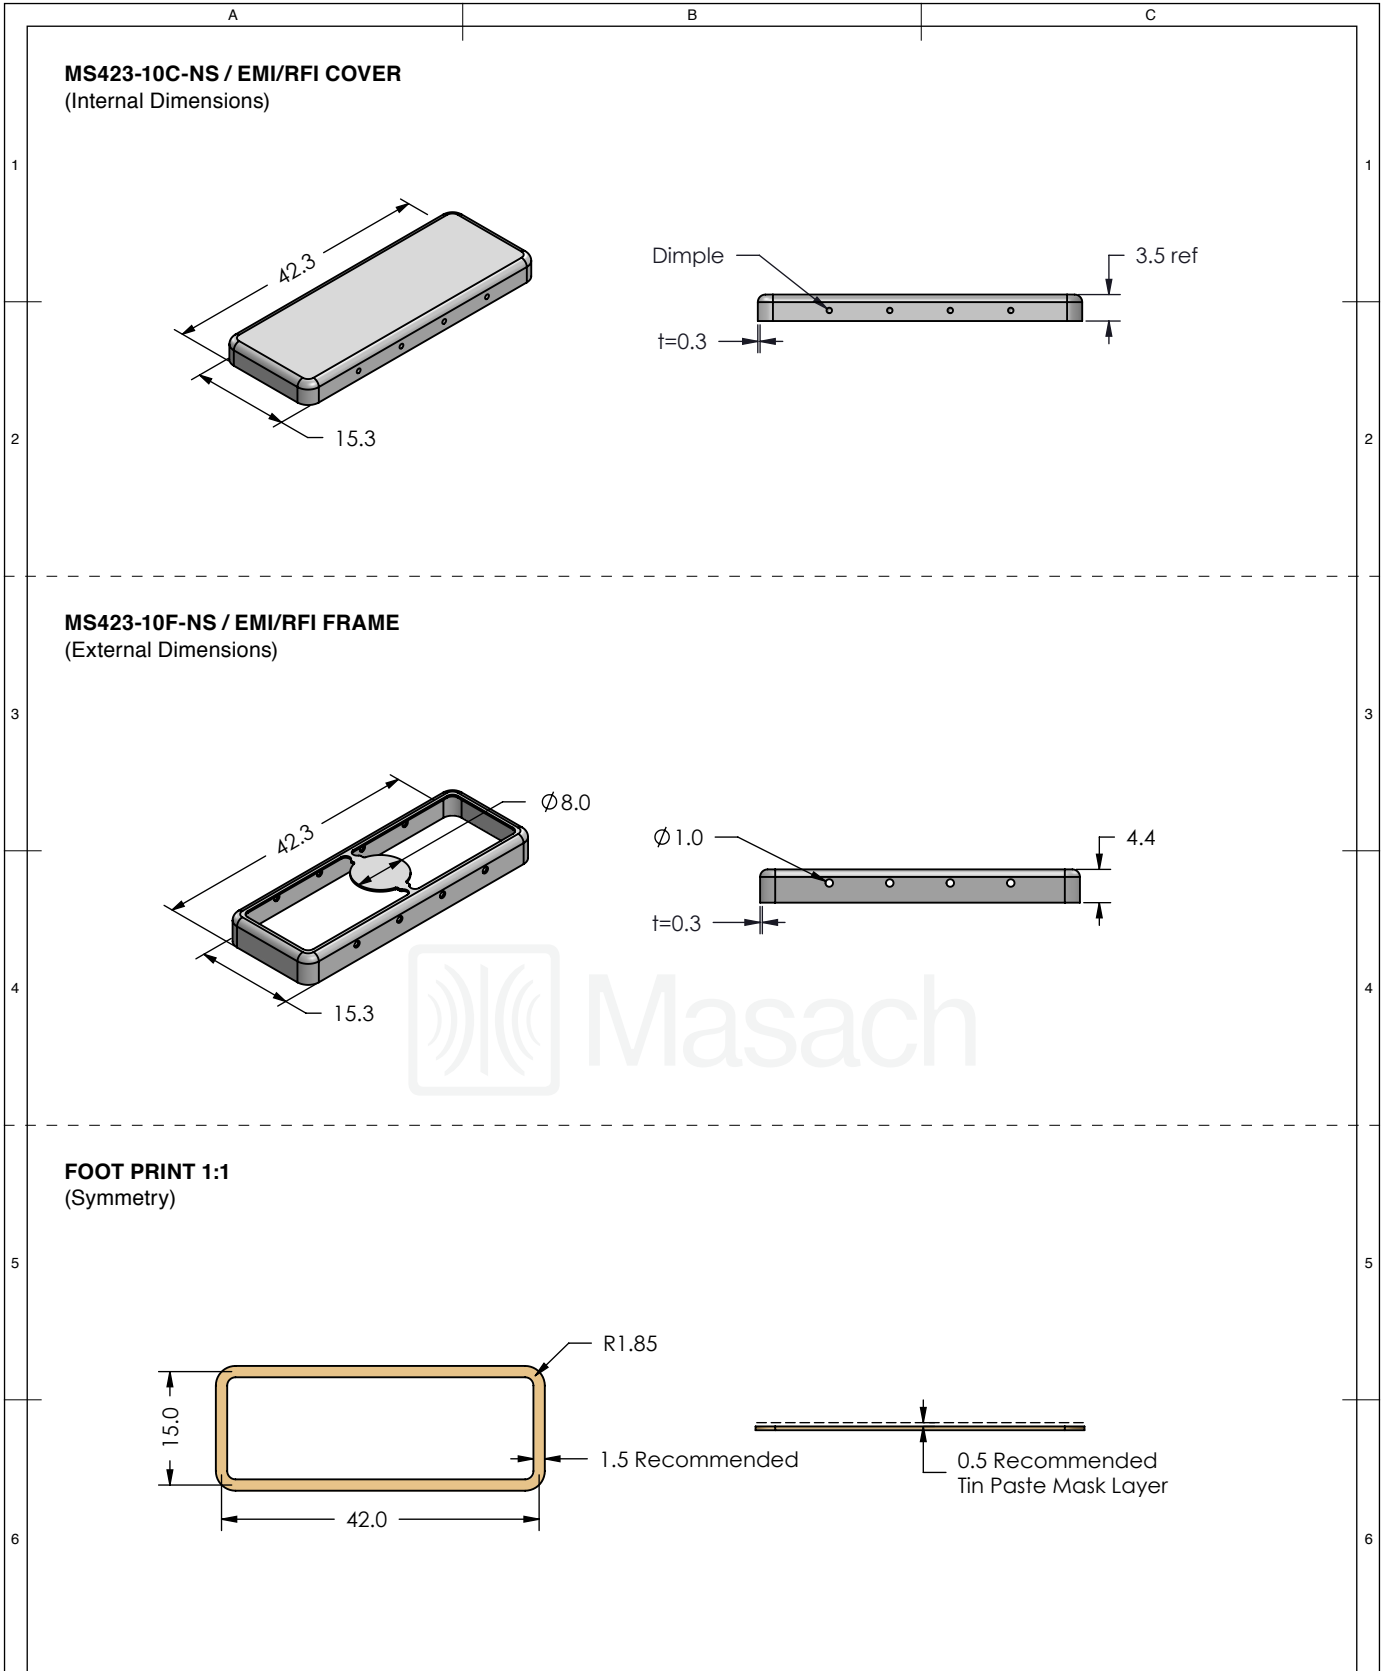 A B C
MS423-10C-NS / EMI/RFI COVER
(Internal Dimensions)
1 1
42.3
15.3
Dimple
3.5 ref
t=0.3
2 2
MS423-10F-NS / EMI/RFI FRAME
(External Dimensions)
3 3
42.3
Ø8.0
15.3
Ø1.0
4.4
t=0.3
4 4
Masach
FOOT PRINT 1:1
(Symmetry)
5 5
R1.85
15.0
1.5 Recommended
42.0
0.5 Recommended
Tin Paste Mask Layer
6 6